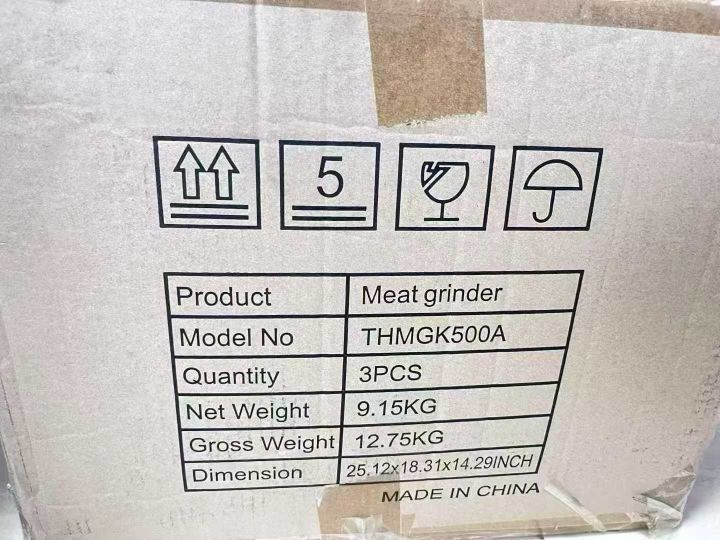 5
Product Meat grinder
Model No THMGK500A
Quantity 3PCS
Net Weight 9.15KG
Gross Weight 12.75KG
Dimension 25.12x18.31x14.29INCH
MADE IN CHINA